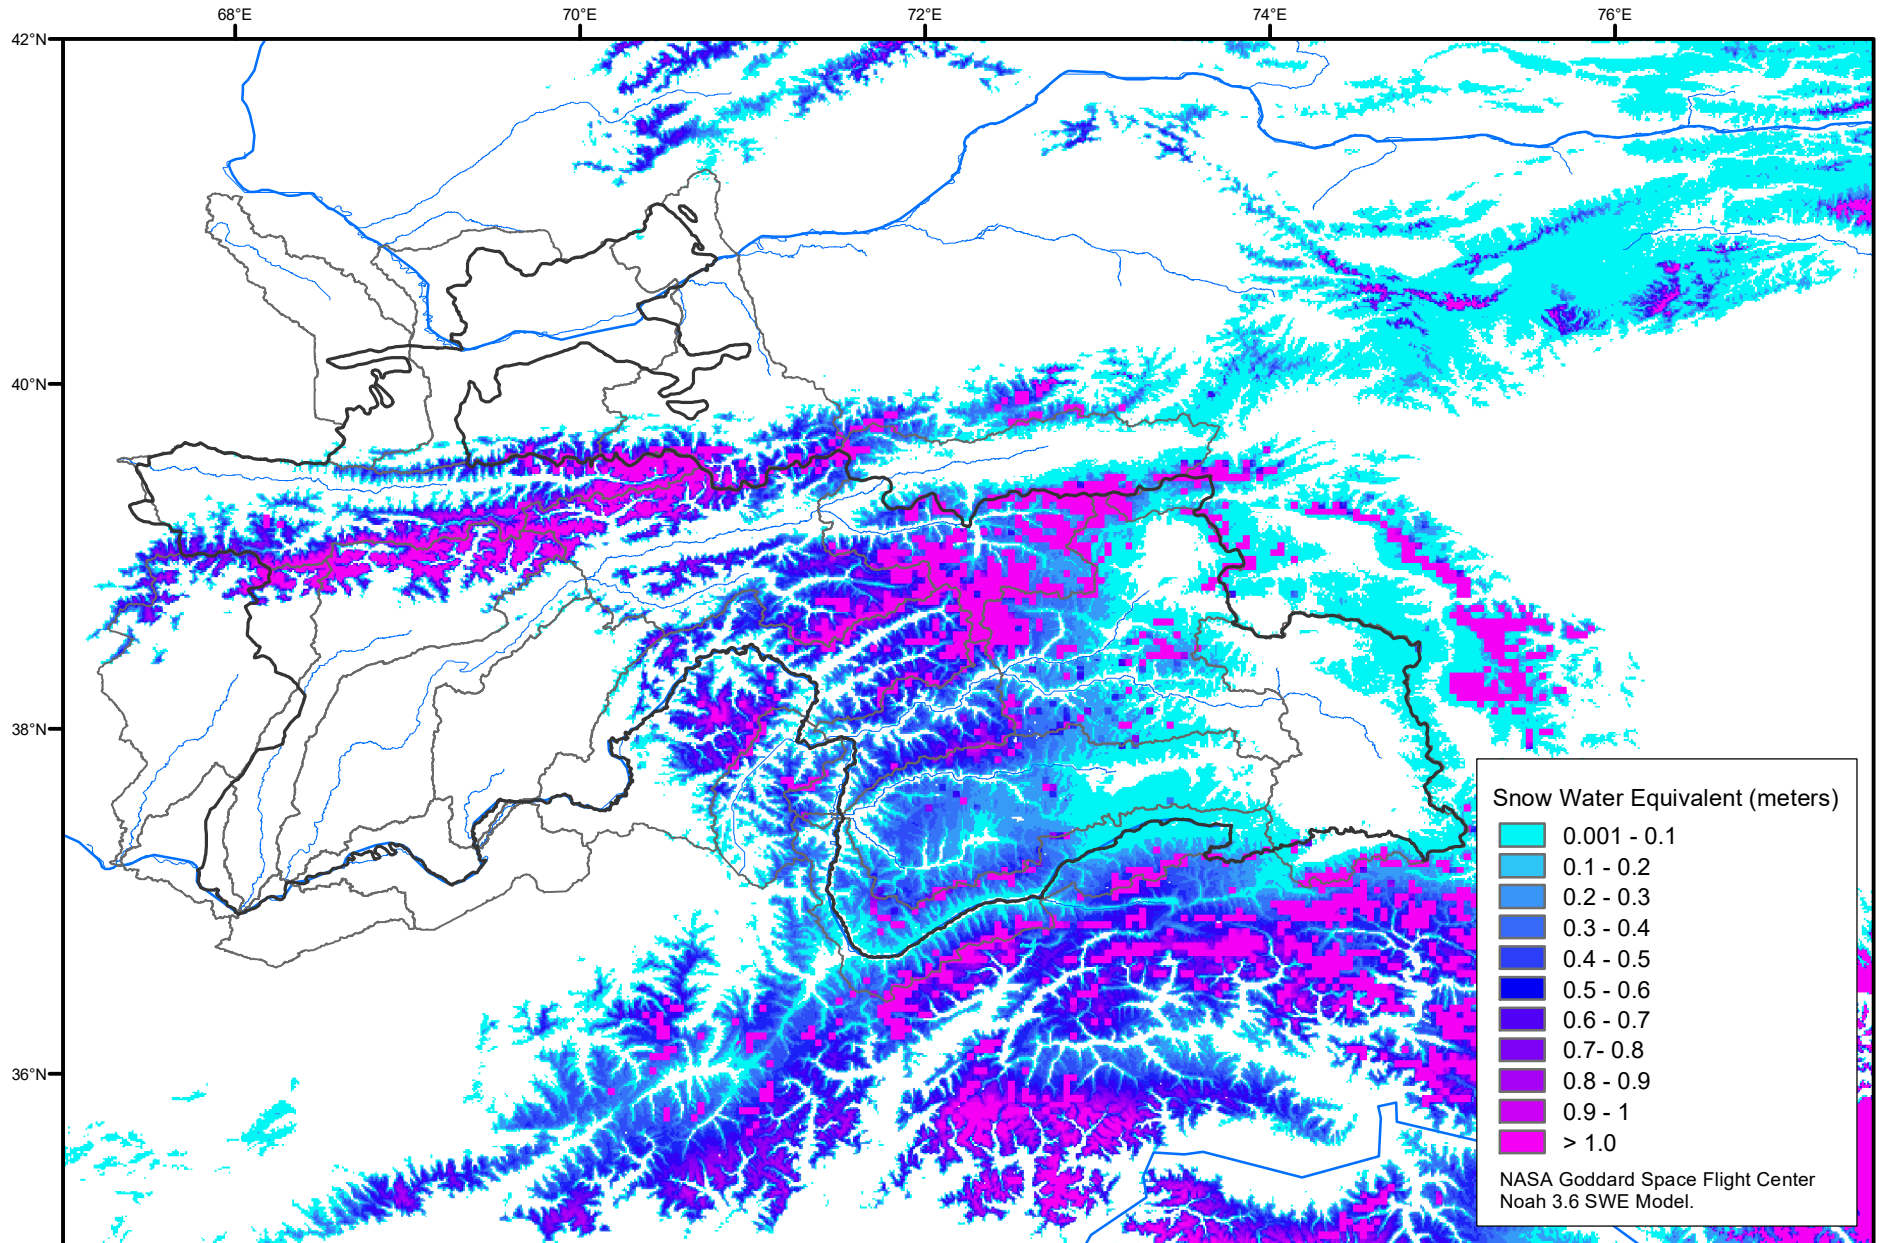 68°E 70°E 72°E 74°E 76°E
42°N
40°N
38°N
36°N
Snow Water Equivalent (meters)
0.001 - 0.1
0.1 - 0.2
0.2 - 0.3
0.3 - 0.4
0.4 - 0.5
0.5 - 0.6
0.6 - 0.7
0.7- 0.8
0.8 - 0.9
0.9 - 1
> 1.0
NASA Goddard Space Flight Center
Noah 3.6 SWE Model.